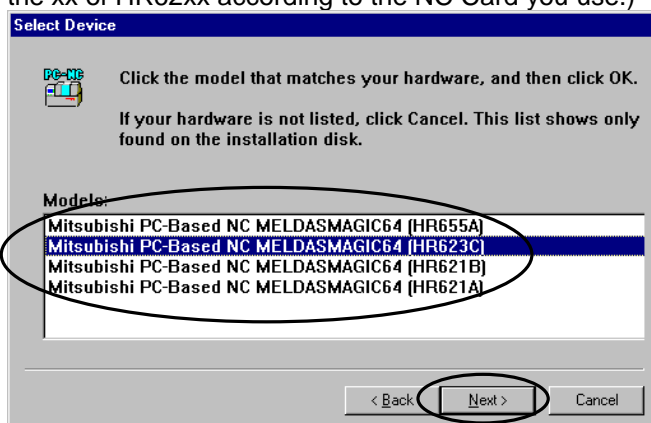 the xx of HR62xx according to the NC Card you use.)
Select Device
PC-NC
Click the model that matches your hardware, and then click OK.
If your hardware is not listed, click Cancel. This list shows only
found on the installation disk.
Models:
Mitsubishi PC-Based NC MELDASMAGIC64 (HR655A)
Mitsubishi PC-Based NC MELDASMAGIC64 (HR623C)
Mitsubishi PC-Based NC MELDASMAGIC64 (HR621B)
Mitsubishi PC-Based NC MELDASMAGIC64 (HR621A)
< Back Next > Cancel